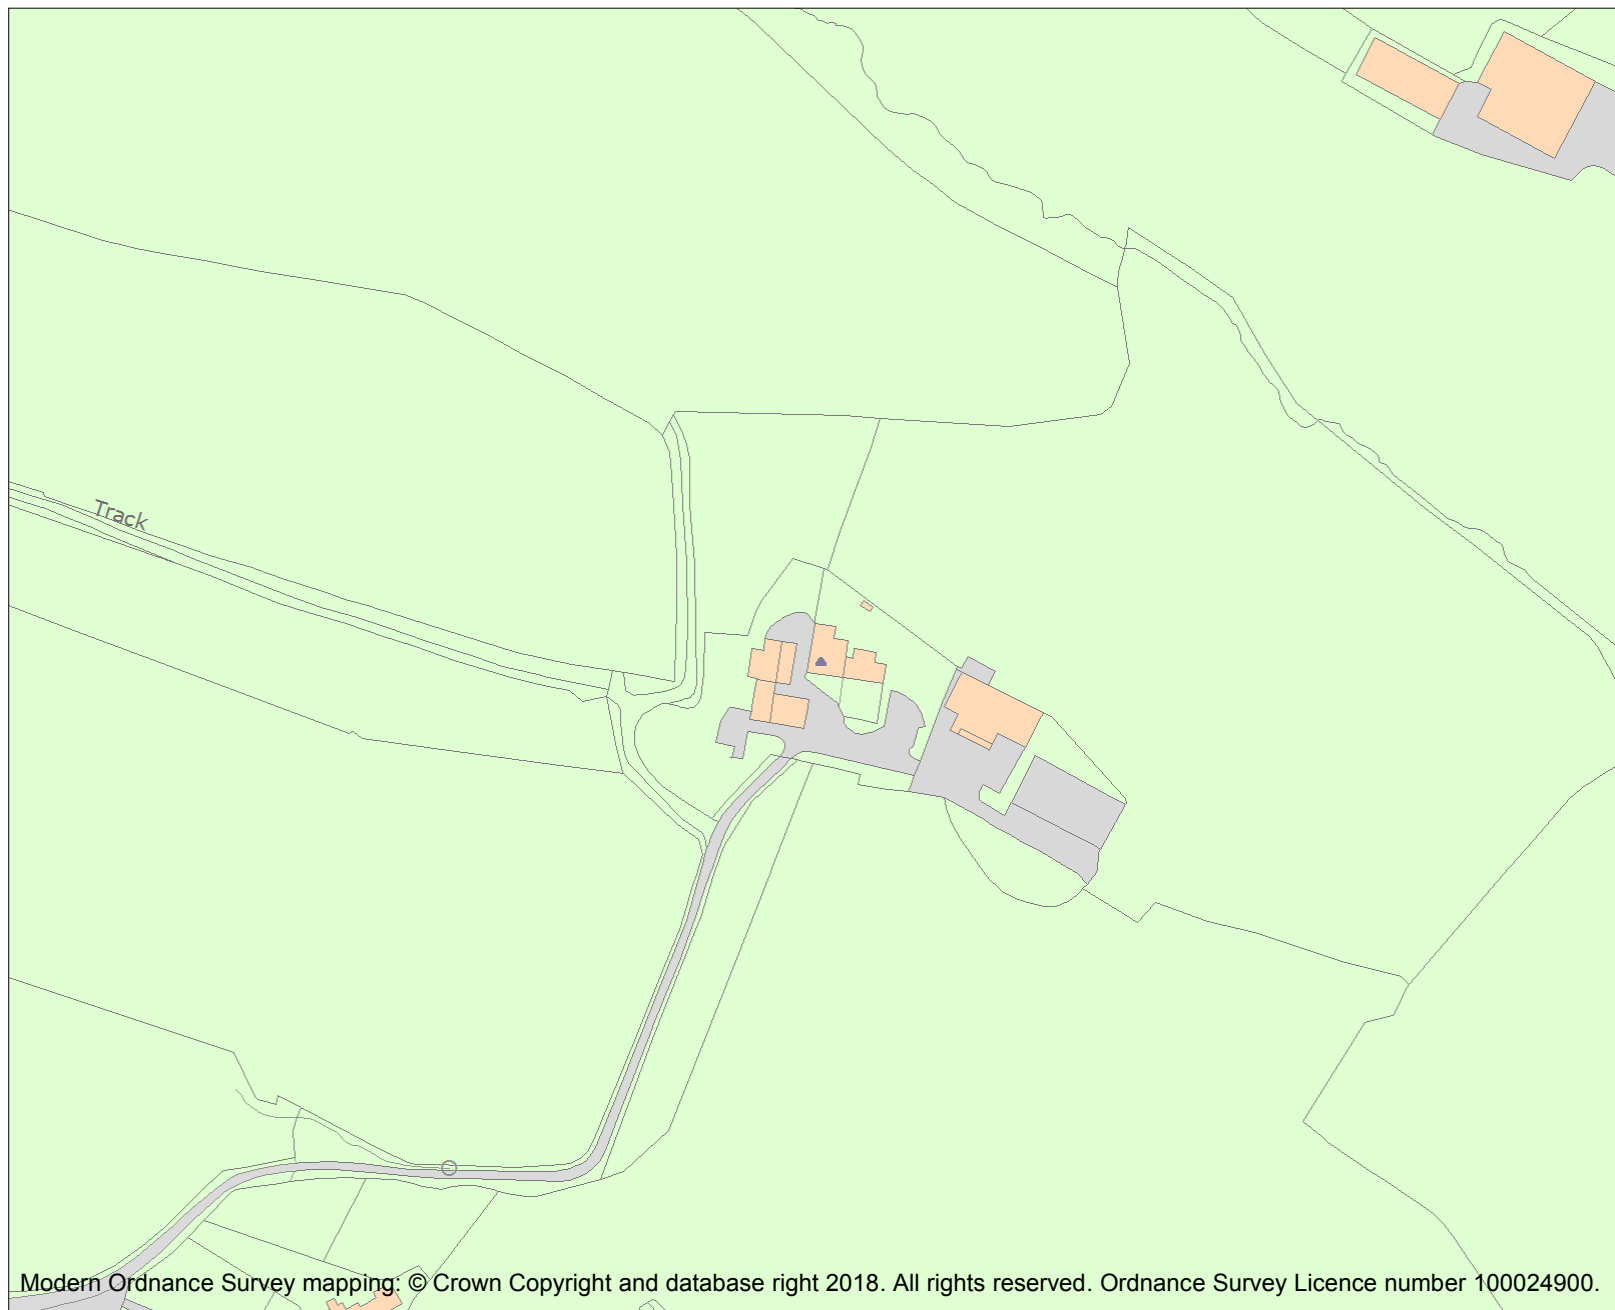 Track
Modern Ordnance Survey mapping: © Crown Copyright and database right 2018. All rights reserved. Ordnance Survey Licence number 100024900.